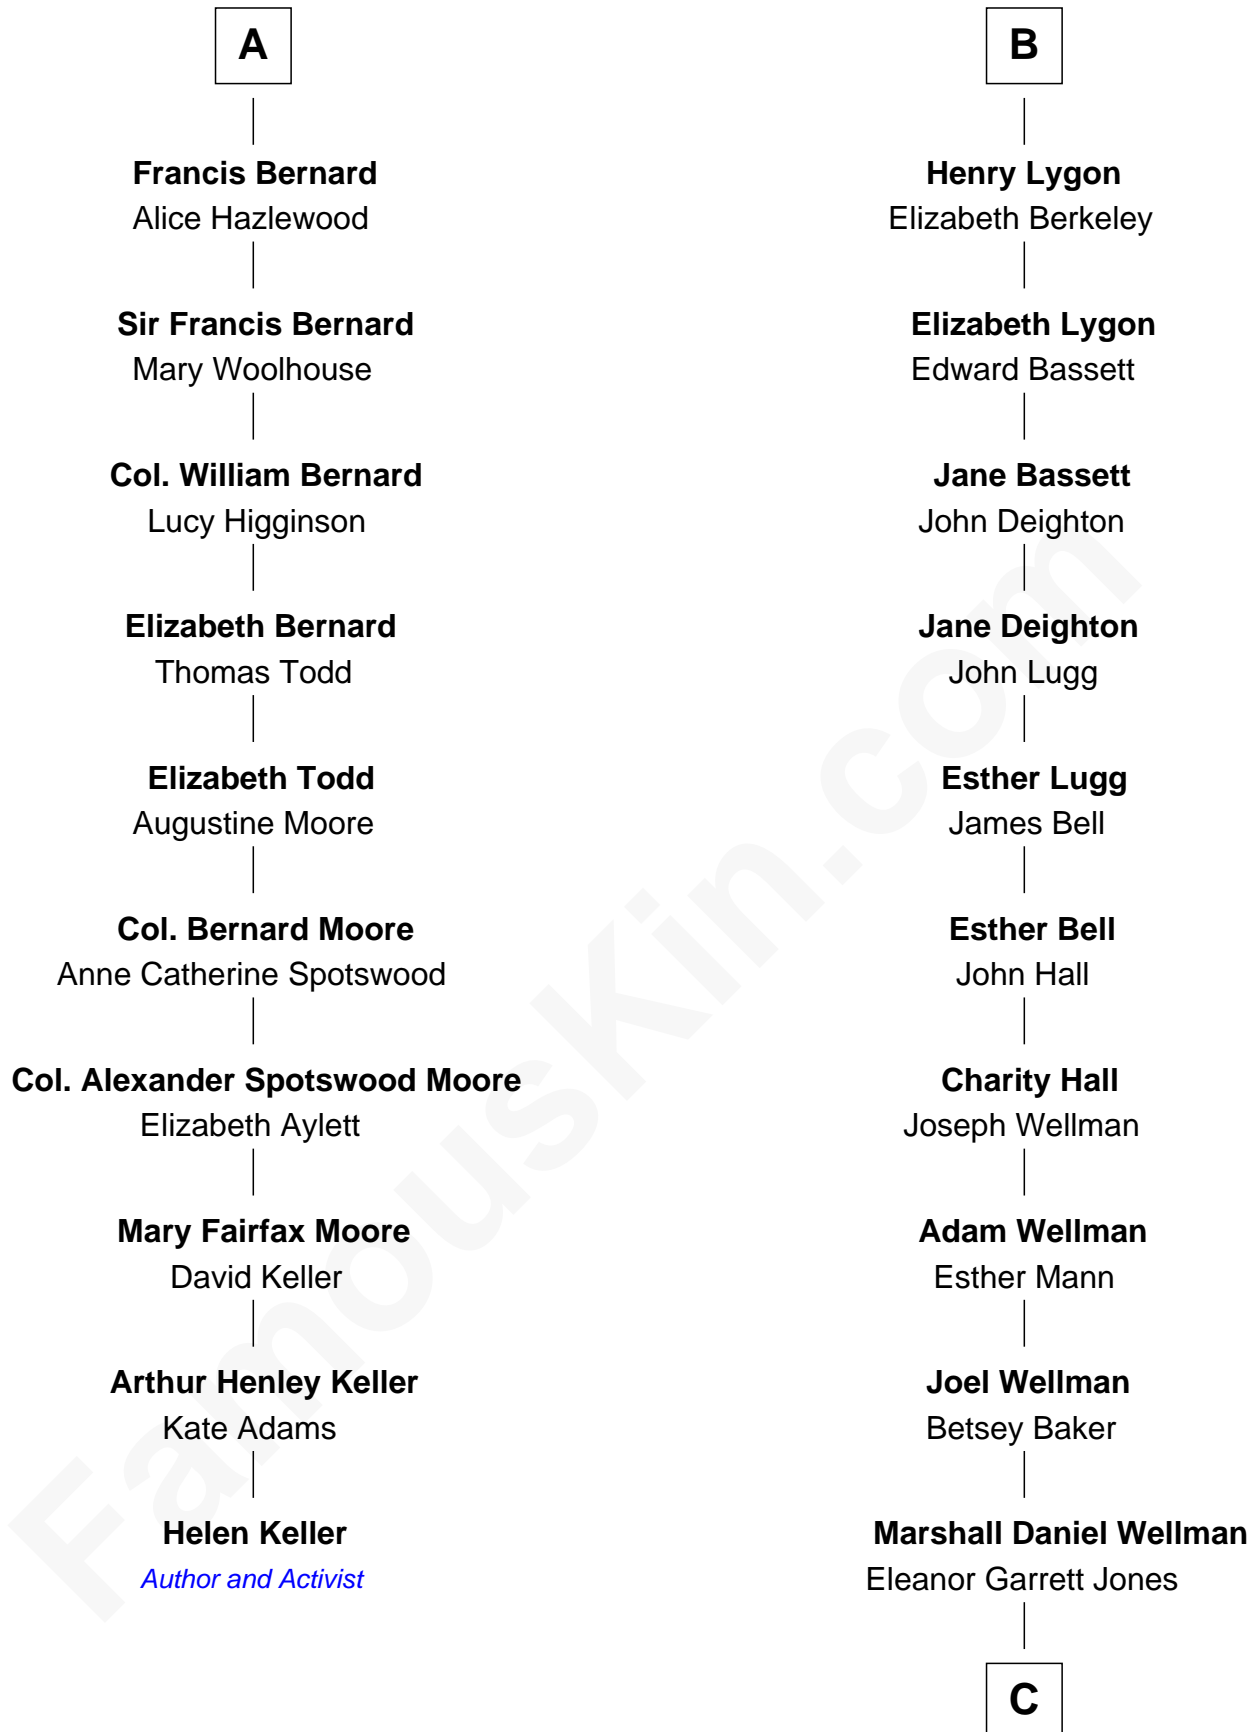 A
Francis Bernard
Alice Hazlewood
Sir Francis Bernard
Mary Woolhouse
Col. William Bernard
Lucy Higginson
Elizabeth Bernard
Thomas Todd
Elizabeth Todd
Augustine Moore
Col. Bernard Moore
Anne Catherine Spotswood
Col. Alexander Spotswood Moore
Elizabeth Aylett
Mary Fairfax Moore
David Keller
Arthur Henley Keller
Kate Adams
Helen Keller
Author and Activist
B
Henry Lygon
Elizabeth Berkeley
Elizabeth Lygon
Edward Bassett
Jane Bassett
John Deighton
Jane Deighton
John Lugg
Esther Lugg
James Bell
Esther Bell
John Hall
Charity Hall
Joseph Wellman
Adam Wellman
Esther Mann
Joel Wellman
Betsey Baker
Marshall Daniel Wellman
Eleanor Garrett Jones
C
FamousKin.com